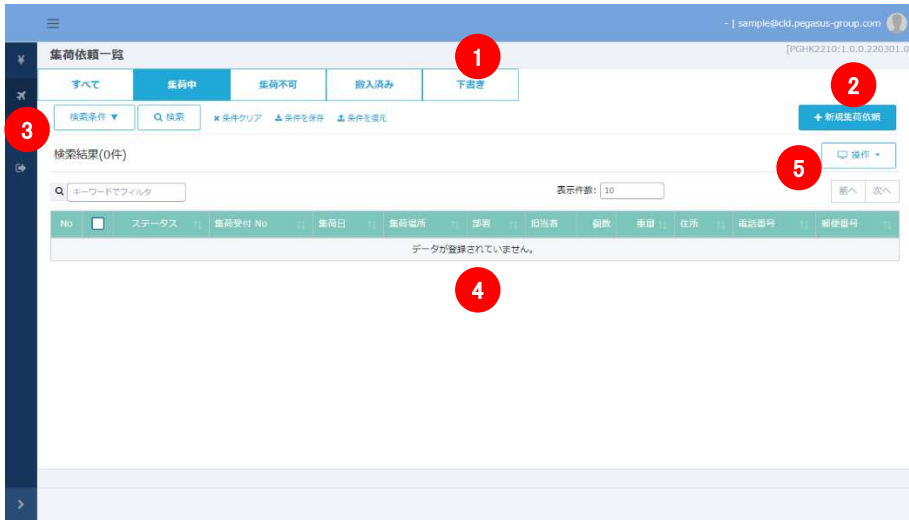 - | sample@cld.pegasus-group.com
集荷依頼一覧
[PGHK2210:1.0.0.220301.0
1
すべて 集荷中 集荷不可 搬入済み 下書き
2
検索条件 ▼ 検索 × 条件クリア 条件を保存 条件を復元 + 新規集荷依頼
3
検索結果(0件) 操作
5
キーワードでフィルタ 表示件数: 10 前へ 次へ
No ステータス 集荷受付 No 集荷日 集荷場所 部署 担当者 個数 重量 住所 電話番号 郵便番号
データが登録されていません。
4